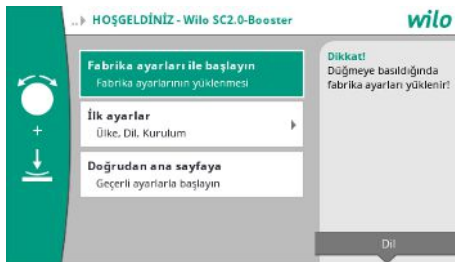 ..> HOŞGELDİNİZ - Wilo SC2.0-Booster
wilo
Fabrika ayarları ile başlayın
Fabrika ayarlarının yüklenmesi
İlk ayarlar
Ülke, Dil, Kurulum
Doğrudan ana sayfaya
Geçerli ayarlarla başlayın
Dikkat!
Düğmeye basıldığında
fabrika ayarları yüklenir!
+
Dil